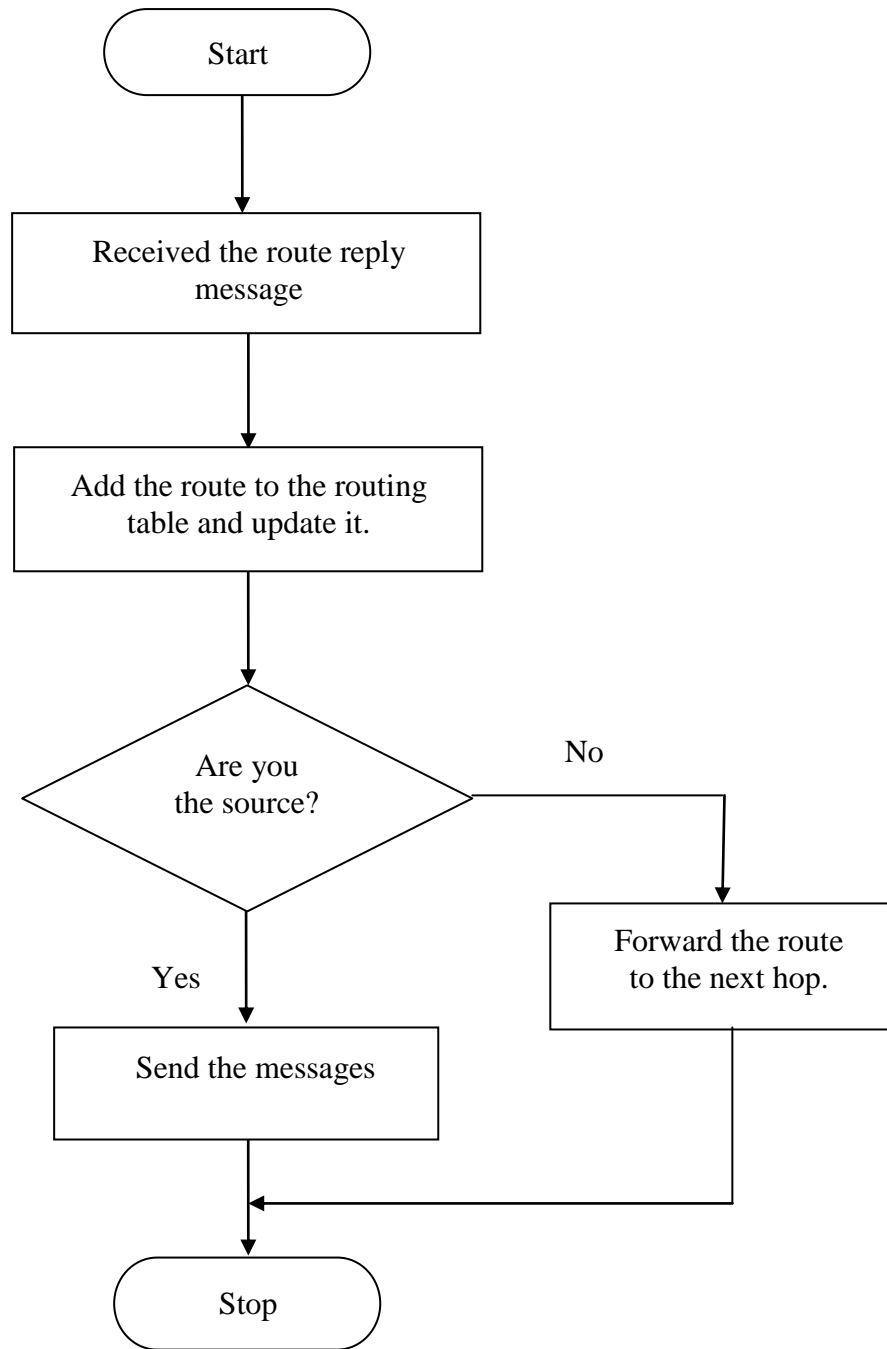 Start
Received the route reply
message
Add the route to the routing
table and update it.
Are you
the source?
No
Yes
Forward the route
to the next hop.
Send the messages
Stop